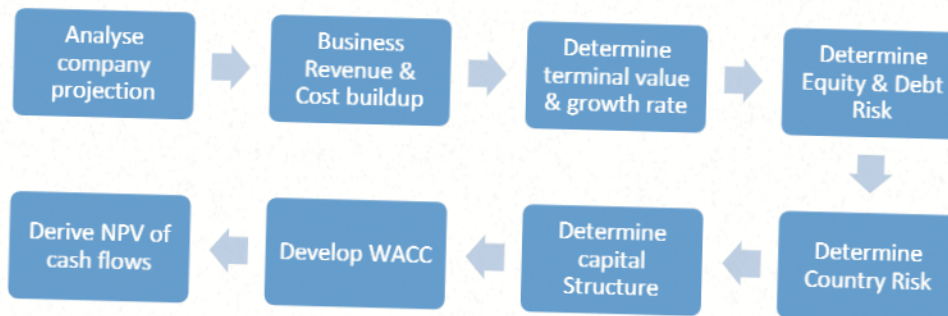 Analyse
company
projection
Business
Revenue &
Cost buildup
Determine
terminal value
& growth rate
Determine
Equity & Debt
Risk
Determine
Country Risk
Determine
capital
Structure
Develop WACC
Derive NPV of
cash flows